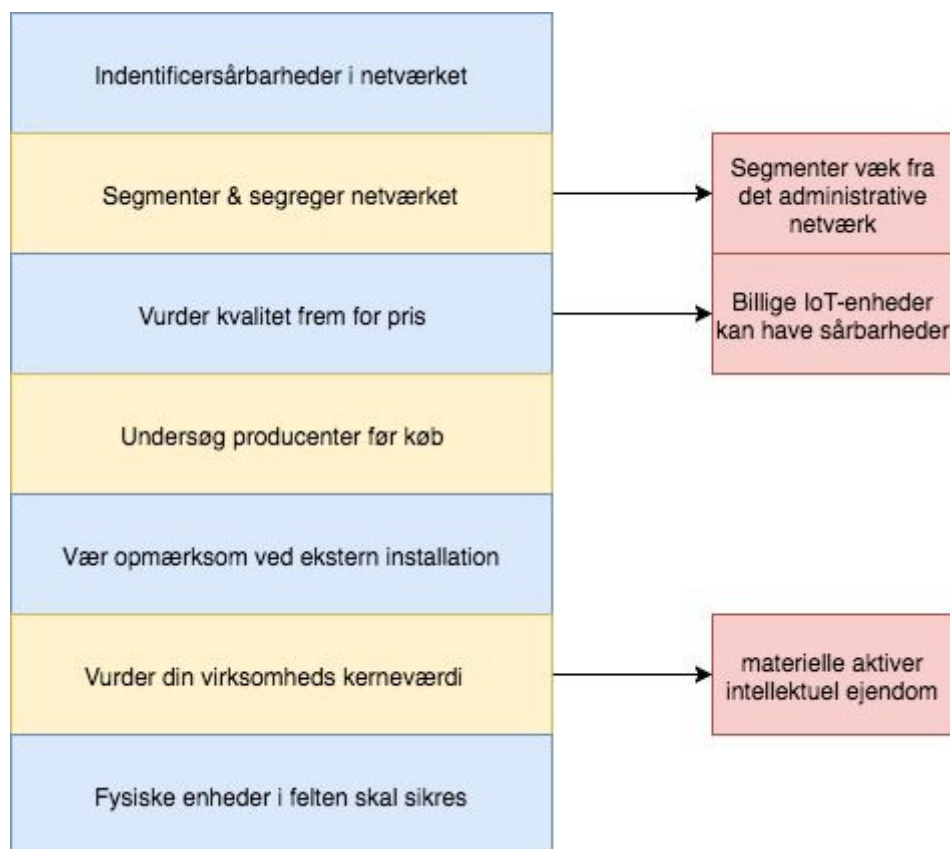 Indentificersårbarheder i netværket
Segmenter & segreger netværket
Segmenter væk fra
det administrative
netværk
Vurder kvalitet frem for pris
Billige IoT-enheder
kan have sårbarheder
Undersøg producenter før køb
Vær opmærksom ved ekstern installation
Vurder din virksomheds kerneværdi
materielle aktiver
intellektuel ejendom
Fysiske enheder i felten skal sikres